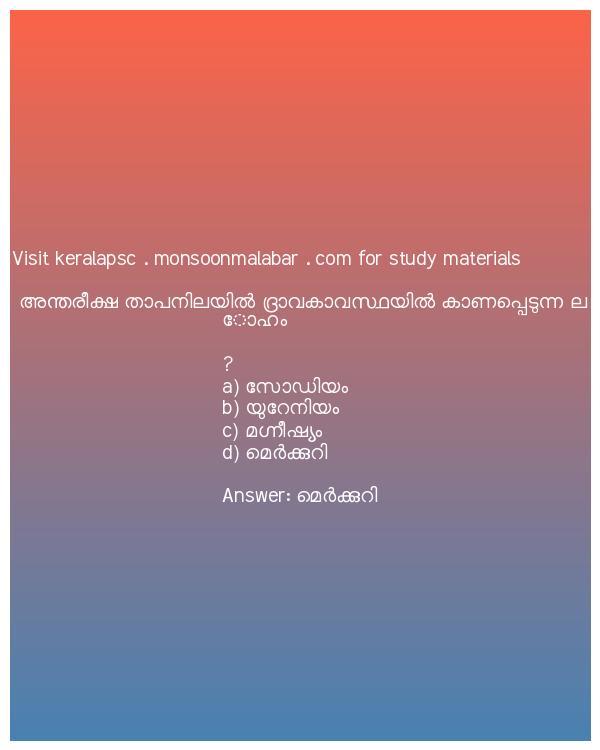 Visit keralapsc . monsoonmalabar . com for study materials
അന്തരീക്ഷ താപനിലയിൽ ദ്രാവകാവസ്ഥയിൽ കാണപ്പെടുന്ന ല
ോഹം
?
a) സോഡിയം
b) യുറേനിയം
c) മഗ്നീഷ്യം
d) മെർക്കുറി
Answer: മെർക്കുറി